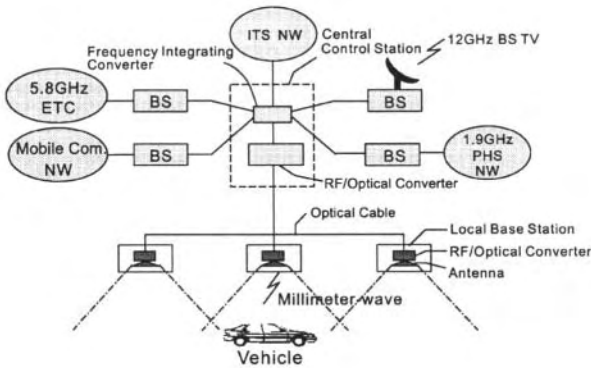 ITS NW
Central
Control Station
12GHz BS TV
Frequency Integrating
Converter
5.8GHz
ETC
BS
BS
Mobile Com.
NW
BS
BS
1.9GHz
PHS
NW
RF/Optical Converter
Optical Cable
Local Base Station
RF/Optical Converter
Antenna
Millimeter-wave
Vehicle